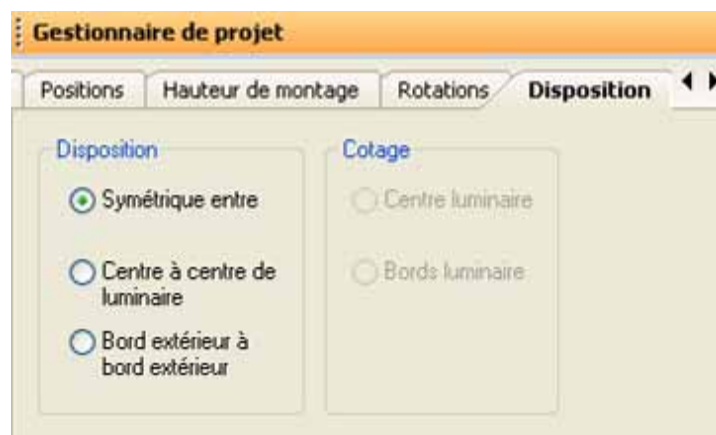 Gestionnaire de projet
Positions Hauteur de montage Rotations Disposition
Disposition
Symétrique entre
Centre à centre de
luminaire
Bord extérieur à
bord extérieur
Cotage
Centre luminaire
Bords luminaire